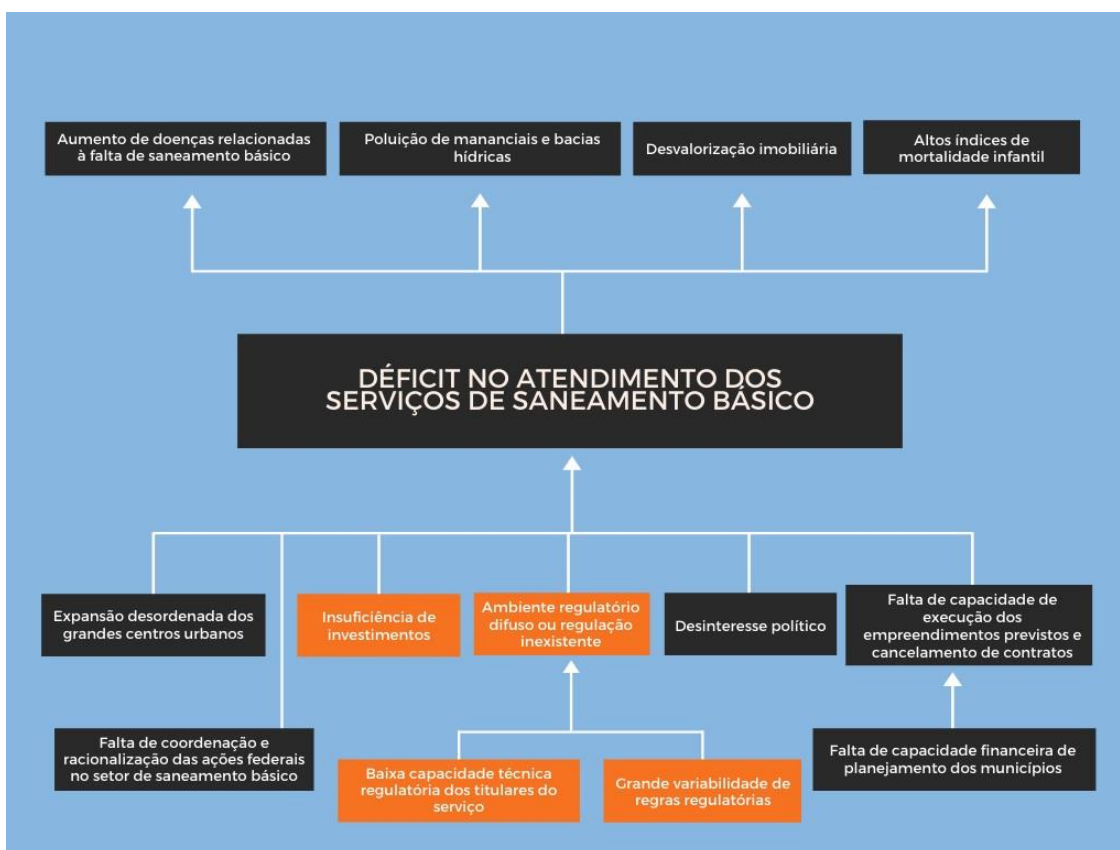 Aumento de doenças relacionadas
à falta de saneamento básico
Poluição de mananciais e bacias
hídricas
Desvalorização imobiliária
Altos índices de
mortalidade infantil
DÉFICIT NO ATENDIMENTO DOS
SERVIÇOS DE SANEAMENTO BÁSICO
Expansão desordenada dos
grandes centros urbanos
Insuficiência de
investimentos
Ambiente regulatório
difuso ou regulação
inexistente
Desinteresse político
Falta de capacidade de
execução dos
empreendimentos previstos e
cancelamento de contratos
Falta de coordenação e
racionalização das ações federais
no setor de saneamento básico
Baixa capacidade técnica
regulatória dos titulares do
serviço
Grande variabilidade de
regras regulatórias
Falta de capacidade financeira de
planejamento dos municípios